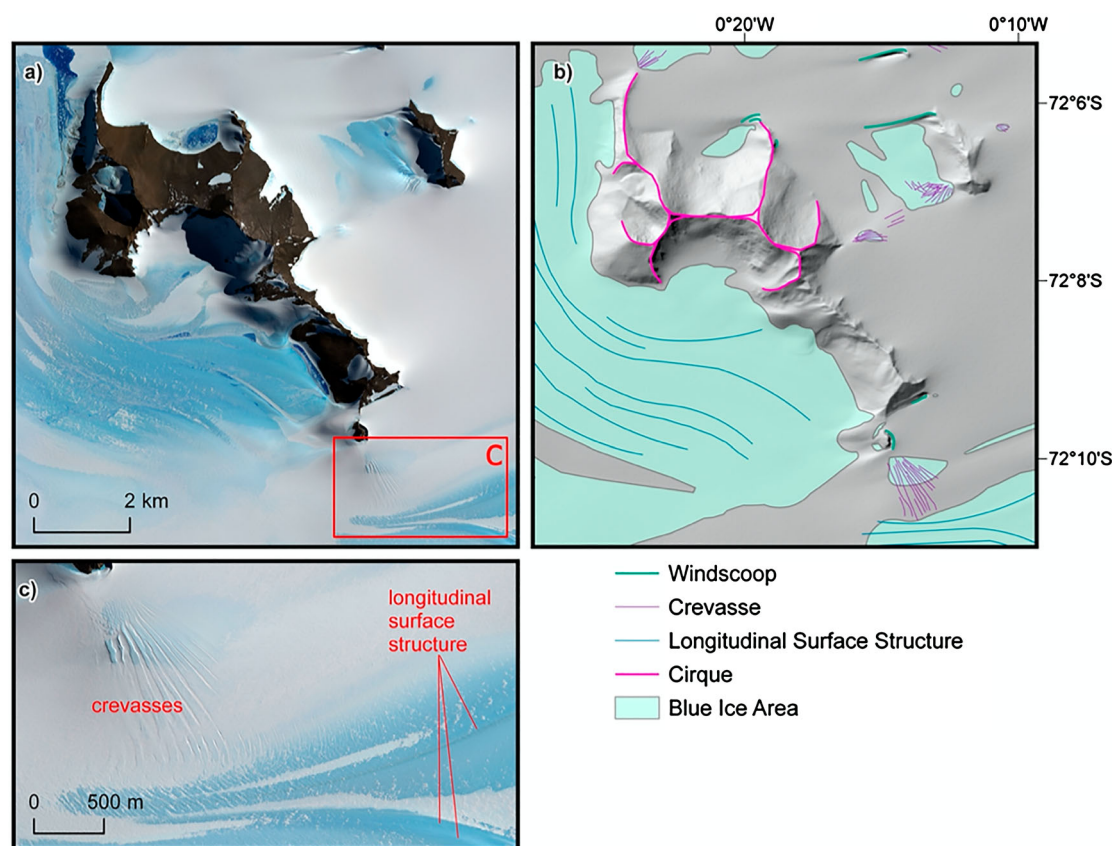 0°20'W
0°10'W
a)
b)
72°6'S
72°8'S
72°10'S
C
0
2 km
c)
longitudinal
surface
structure
crevasses
0
500 m
Windscoop
Crevasse
Longitudinal Surface Structure
Cirque
Blue Ice Area